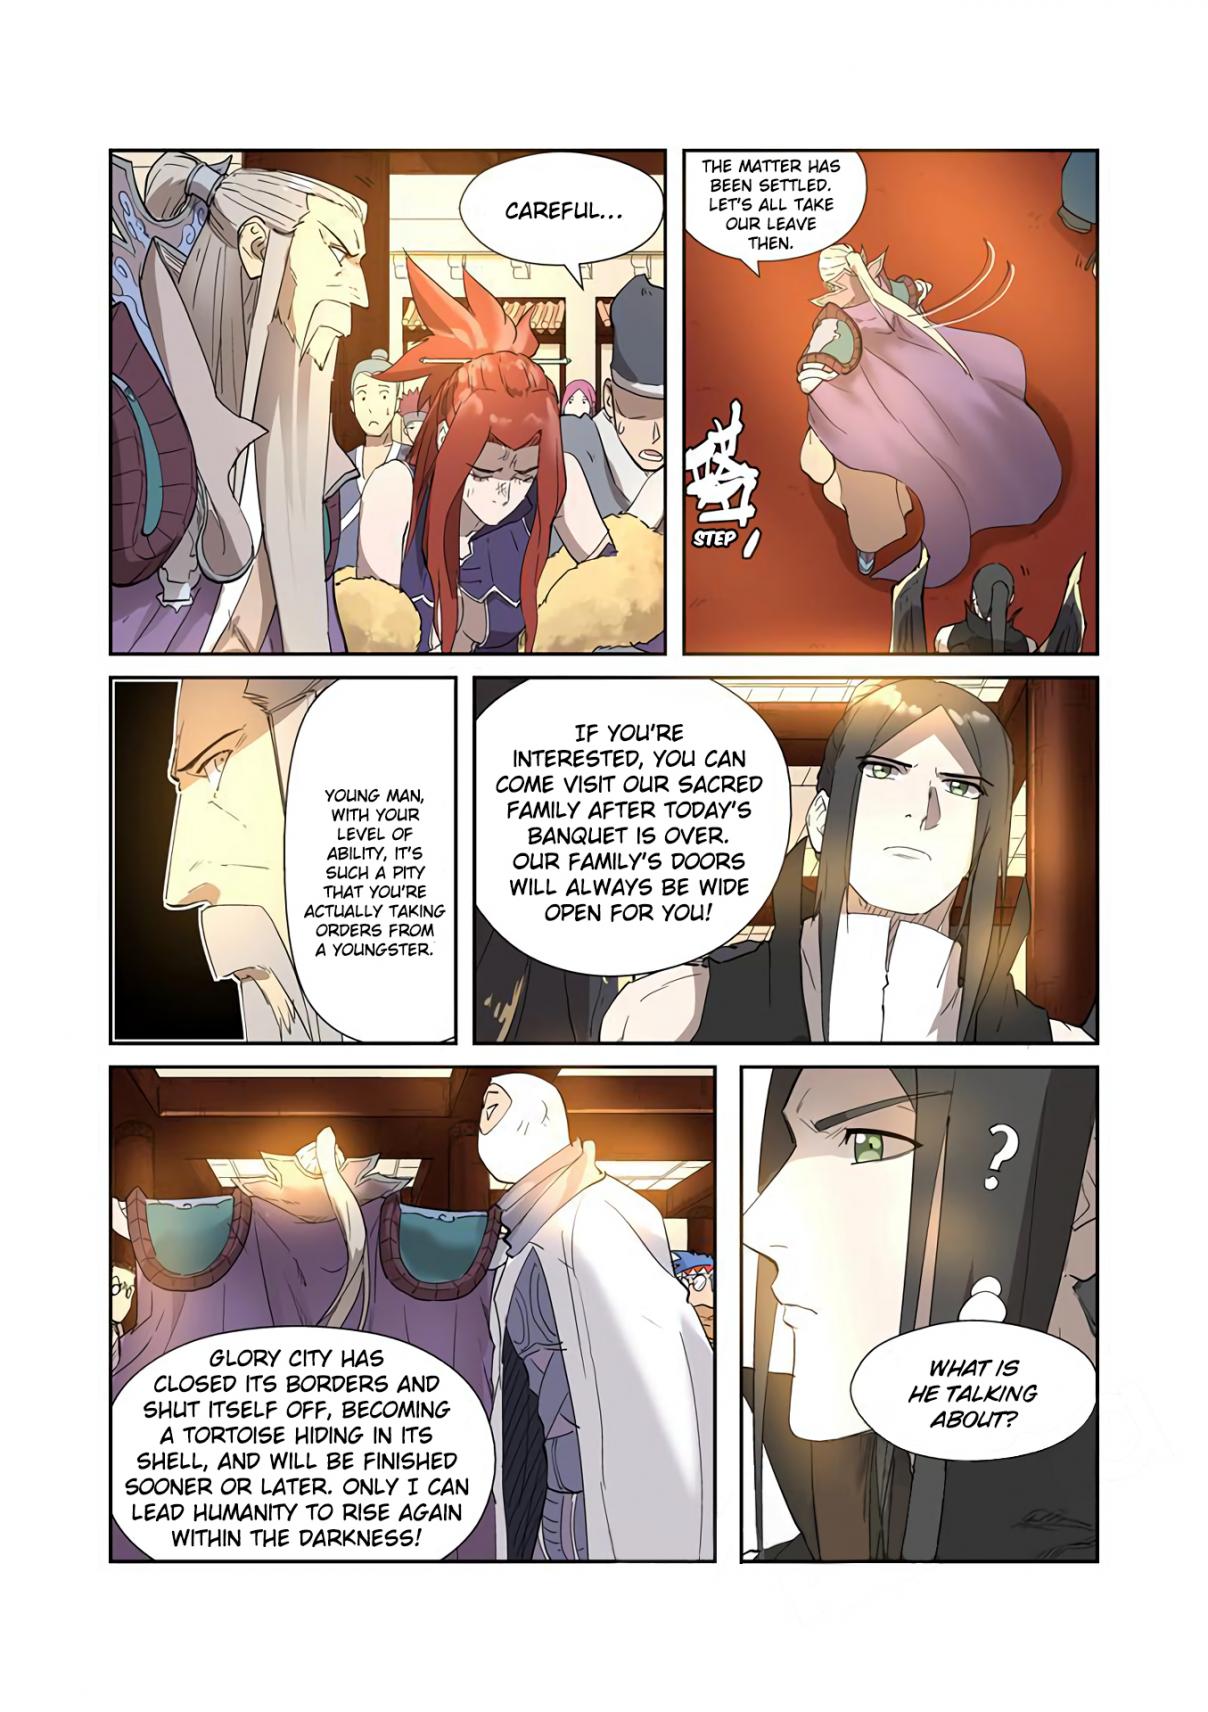 CAREFUL...
THE MATTER HAS
BEEN SETTLED.
LET'S ALL TAKE
OUR LEAVE
THEN.
STEP
YOUNG MAN,
WITH YOUR
LEVEL OF
ABILITY, IT'S
SUCH A PITY
THAT YOU'RE
ACTUALLY TAKING
ORDERS FROM
A YOUNGSTER.
IF YOU'RE
INTERESTED, YOU CAN
COME VISIT OUR SACRED
FAMILY AFTER TODAY'S
BANQUET IS OVER.
OUR FAMILY'S DOORS
WILL ALWAYS BE WIDE
OPEN FOR YOU!
GLORY CITY HAS
CLOSED ITS BORDERS AND
SHUT ITSELF OFF, BECOMING
A TORTOISE HIDING IN ITS
SHELL, AND WILL BE FINISHED
SOONER OR LATER. ONLY I CAN
LEAD HUMANITY TO RISE AGAIN
WITHIN THE DARKNESS!
?
WHAT IS
HE TALKING
ABOUT?